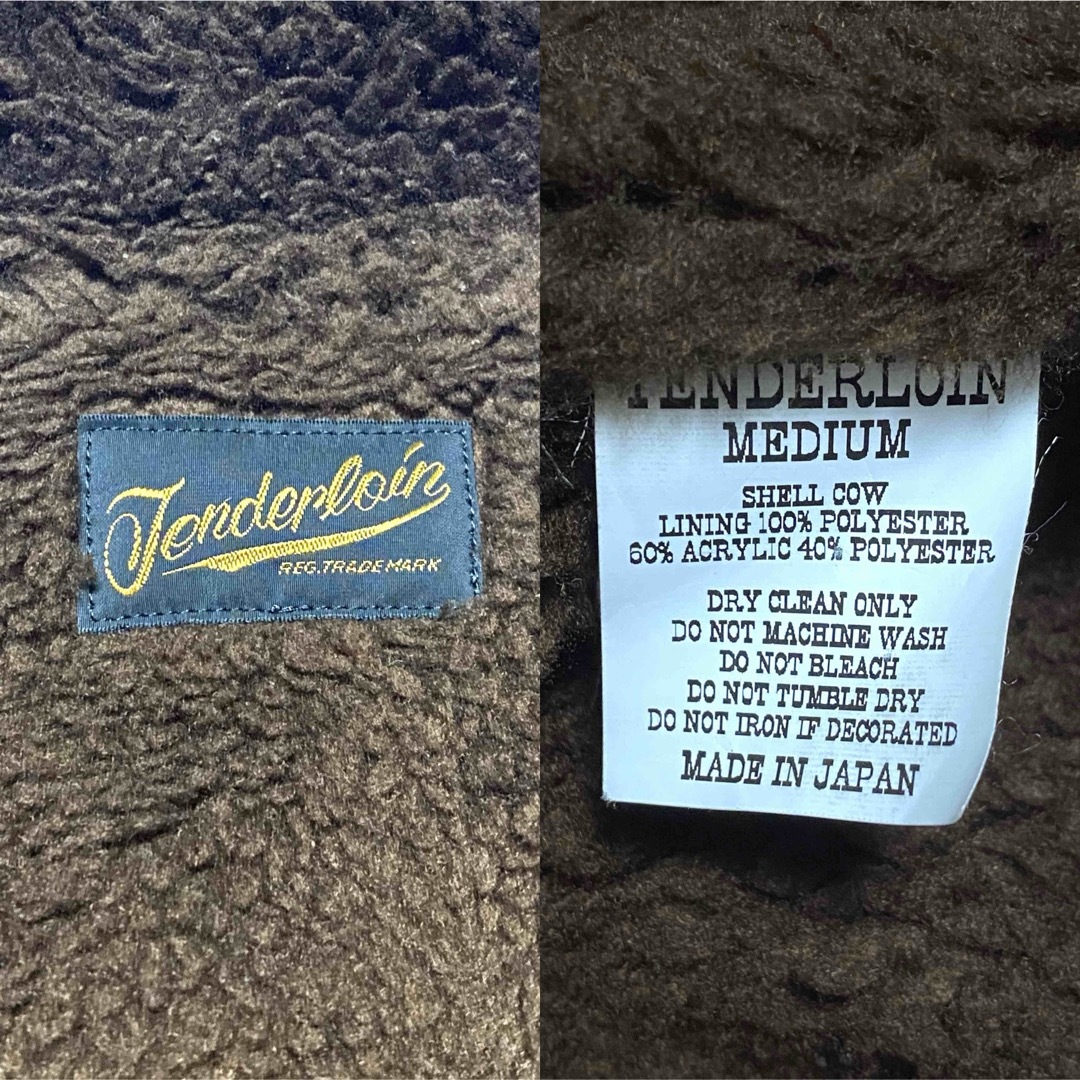 Tenderloin
REG. TRADE MARK
TENDERLOIN
MEDIUM
SHELL COW
LINING 100% POLYESTER
60% ACRYLIC 40% POLYESTER
DRY CLEAN ONLY
DO NOT MACHINE WASH
DO NOT BLEACH
DO NOT TUMBLE DRY
DO NOT IRON IF DECORATED
MADE IN JAPAN